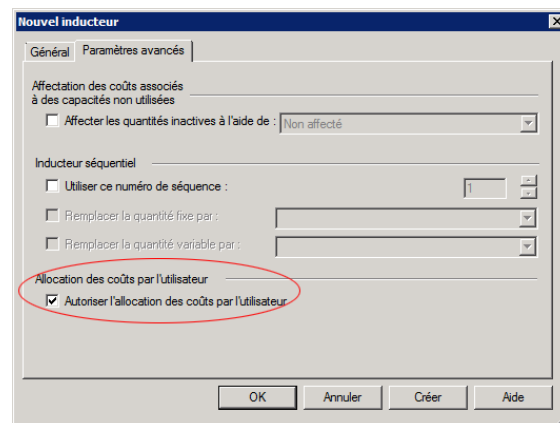 Nouvel inducteur
Général Paramètres avancés
Affectation des coûts associés
à des capacités non utilisées
Affecter les quantités inactives à l'aide de : Non affecté
Inducteur séquentiel
Utiliser ce numéro de séquence : 1
Remplacer la quantité fixe par :
Remplacer la quantité variable par :
Allocation des coûts par l'utilisateur
Autoriser l'allocation des coûts par l'utilisateur
OK Annuler Créer Aide